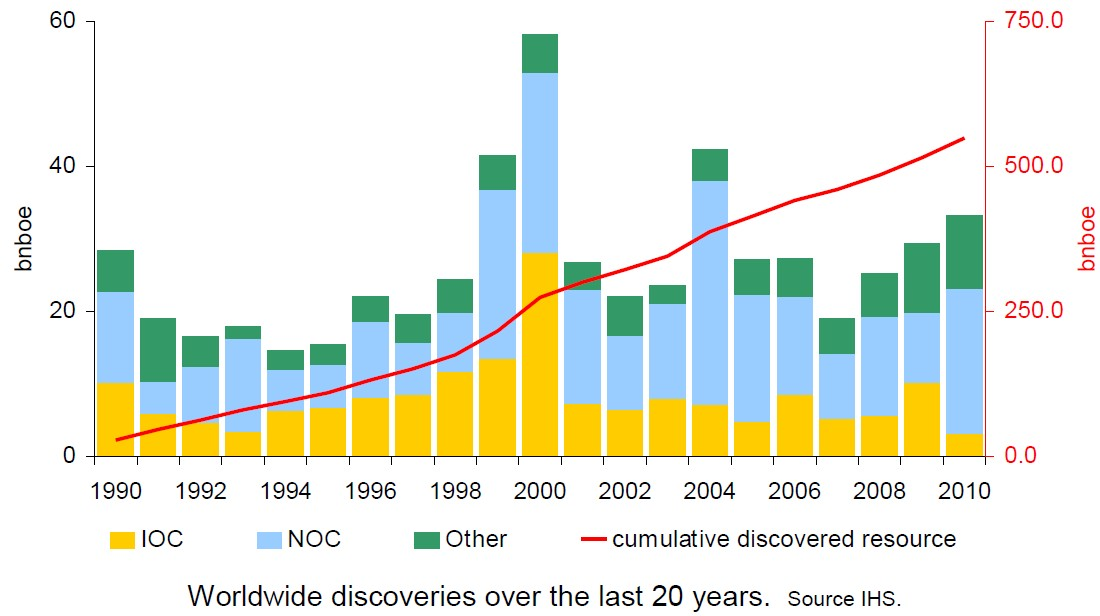 60
750.0
40
500.0
bnboe
bnboe
20
250.0
0
0.0
1990 1992 1994 1996 1998 2000 2002 2004 2006 2008 2010
IOC NOC Other cumulative discovered resource
Worldwide discoveries over the last 20 years. Source IHS.